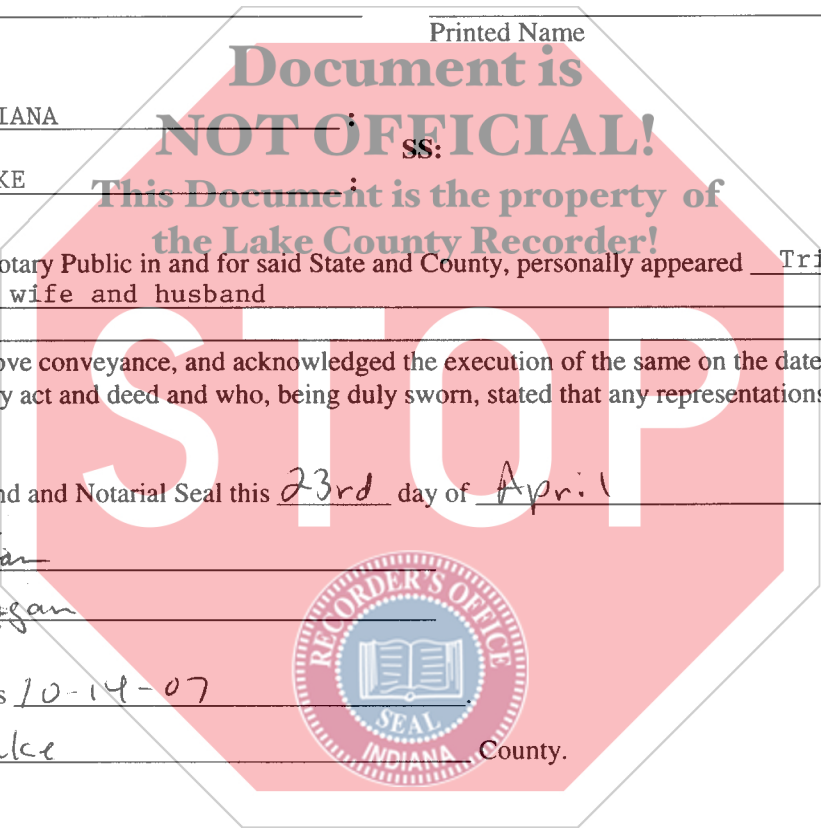 Printed Name
Document is
IANA :
NOT OFFICIAL!
SS:
KE :
This Document is the property of
the Lake County Recorder!
otary Public in and for said State and County, personally appeared Tri
wife and husband
STOP
ove conveyance, and acknowledged the execution of the same on the date
y act and deed and who, being duly sworn, stated that any representations
nd and Notarial Seal this 23rd day of April
an
gan
s 10-14-07.
ke County.
RECORDER'S OFFICE
SEAL
INDIANA